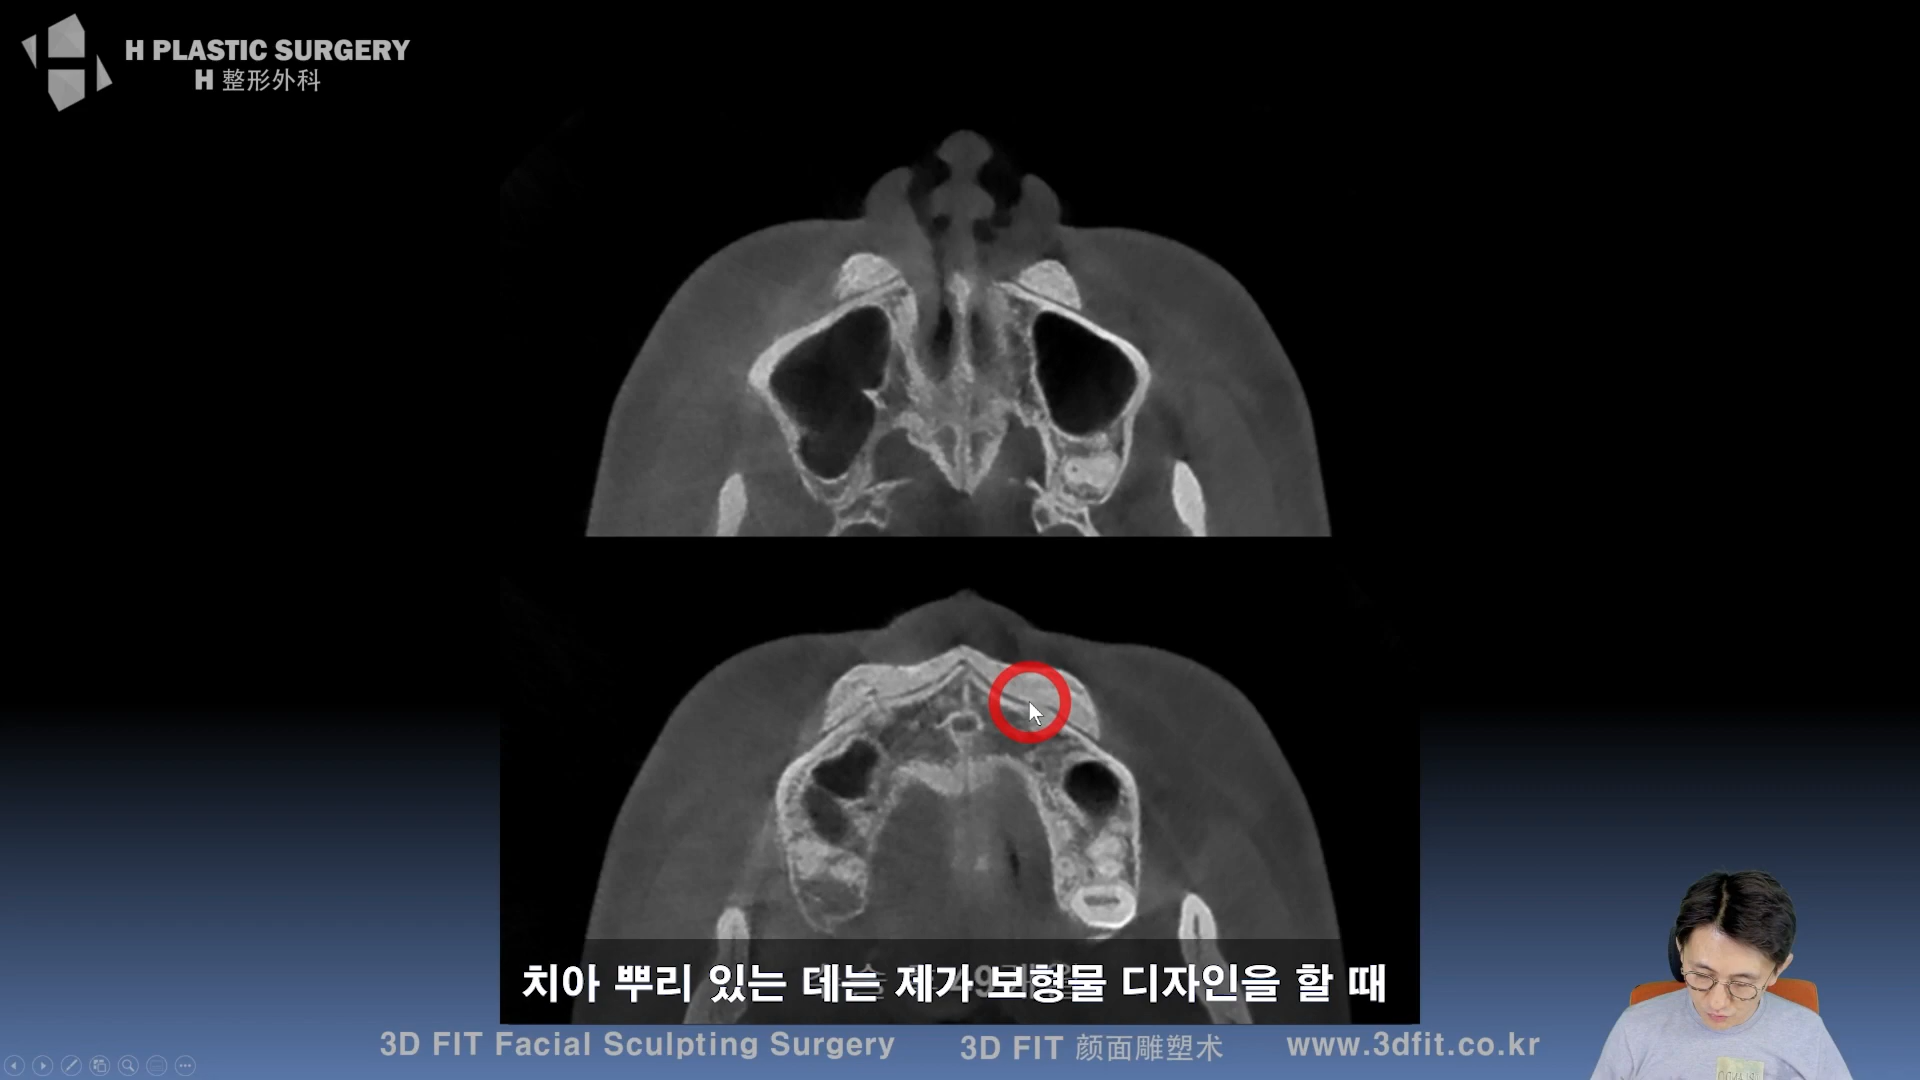 H PLASTIC SURGERY
H 整形外科
치아 뿌리 있는 데는 제가 보형물 디자인을 할 때
3D FIT Facial Sculpting Surgery 3D FIT 颜面雕塑术 www.3dfit.co.kr